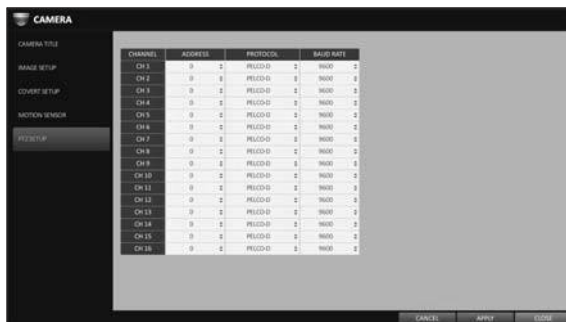 CAMERA
CAMERA TITLE
IMAGE SETUP
COVERT SETUP
MOTION SENSOR
PTZ SETUP
CHANNEL ADDRESS PROTOCOL BAUD RATE
CH 1 0 PELCO-D 9600
CH 2 0 PELCO-D 9600
CH 3 0 PELCO-D 9600
CH 4 0 PELCO-D 9600
CH 5 0 PELCO-D 9600
CH 6 0 PELCO-D 9600
CH 7 0 PELCO-D 9600
CH 8 0 PELCO-D 9600
CH 9 0 PELCO-D 9600
CH 10 0 PELCO-D 9600
CH 11 0 PELCO-D 9600
CH 12 0 PELCO-D 9600
CH 13 0 PELCO-D 9600
CH 14 0 PELCO-D 9600
CH 15 0 PELCO-D 9600
CH 16 0 PELCO-D 9600
CANCEL APPLY CLOSE